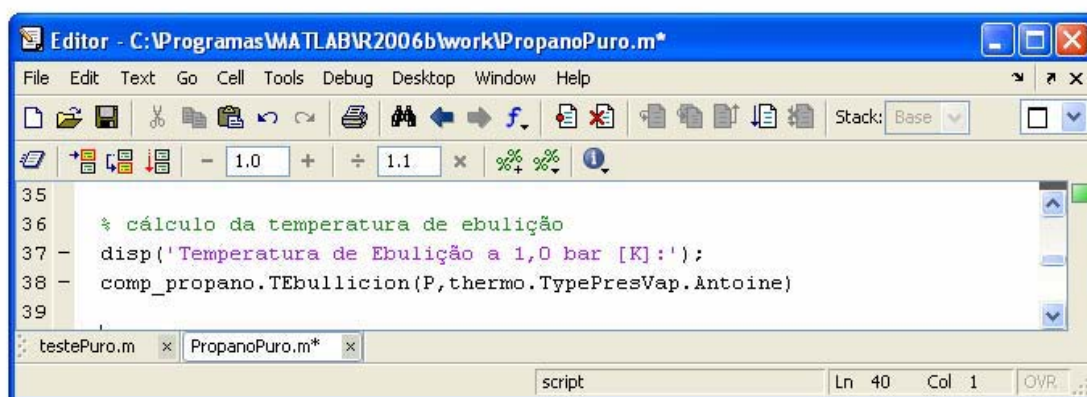 Editor - C:\Programas\MATLAB\R2006b\work\PropanoPuro.m*
File Edit Text Go Cell Tools Debug Desktop Window Help
Stack: Base
- 1.0 + ÷ 1.1 ×
35
36 % cálculo da temperatura de ebulição
37 - disp('Temperatura de Ebulição a 1,0 bar [K]:');
38 - comp_propano.TEbullicion(P,thermo.TypePresVap.Antoine)
39
testePuro.m × PropanoPuro.m* ×
script Ln 40 Col 1 OVR